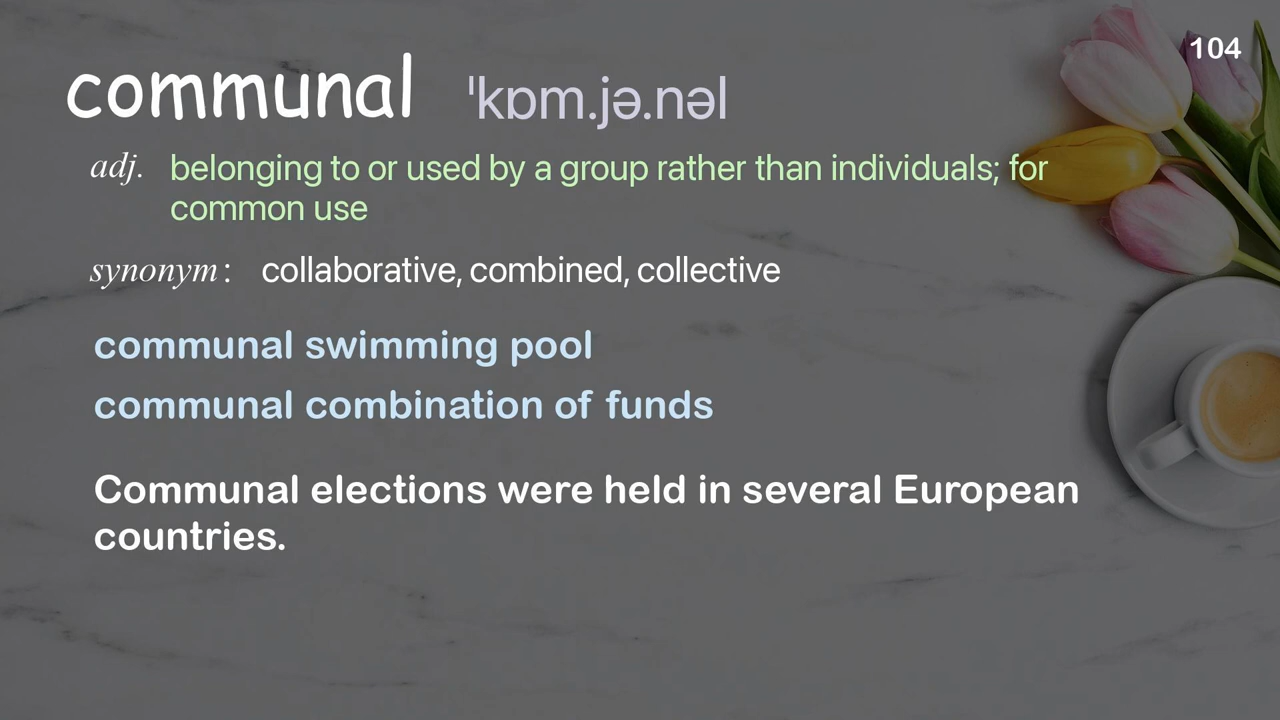 104
communal ˈkɒm.jə.nəl
adj. belonging to or used by a group rather than individuals; for
common use
synonym: collaborative, combined, collective
communal swimming pool
communal combination of funds
Communal elections were held in several European
countries.